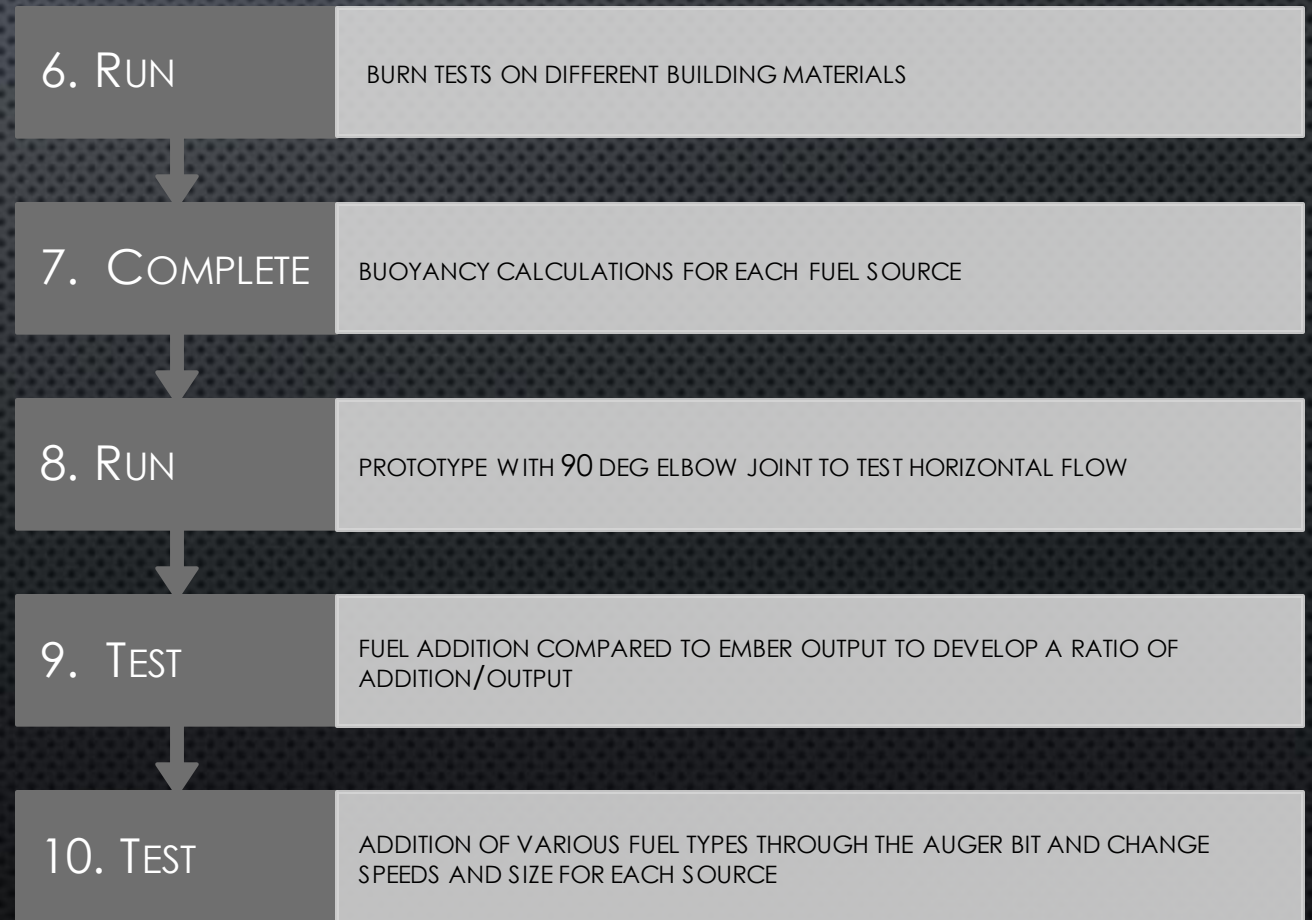 6. RUN
BURN TESTS ON DIFFERENT BUILDING MATERIALS
7. COMPLETE
BUOYANCY CALCULATIONS FOR EACH FUEL SOURCE
8. RUN
PROTOTYPE WITH 90 DEG ELBOW JOINT TO TEST HORIZONTAL FLOW
9. TEST
FUEL ADDITION COMPARED TO EMBER OUTPUT TO DEVELOP A RATIO OF
ADDITION/OUTPUT
10. TEST
ADDITION OF VARIOUS FUEL TYPES THROUGH THE AUGER BIT AND CHANGE
SPEEDS AND SIZE FOR EACH SOURCE